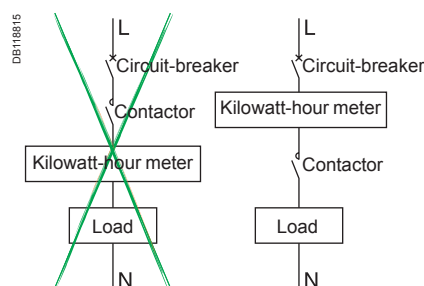 DB118815
L
Circuit-breaker
Contactor
Kilowatt-hour meter
Load
N
L
Circuit-breaker
Kilowatt-hour meter
Contactor
Load
N